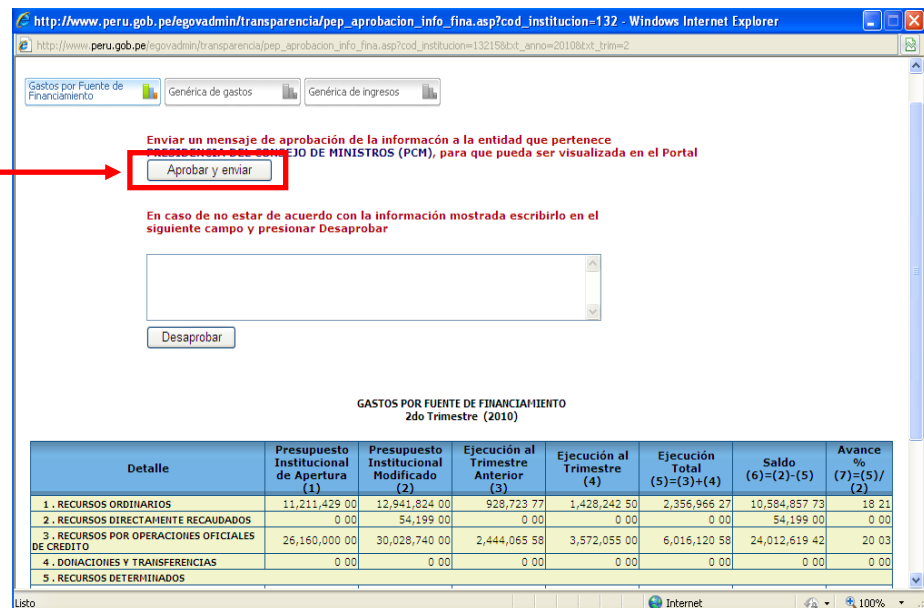 http://www.peru.gob.pe/egovadmin/transparencia/pep_aprobacion_info_fina.asp?cod_institucion=132 - Windows Internet Explorer
http://www.peru.gob.pe/egovadmin/transparencia/pep_aprobacion_info_fina.asp?cod_institucion=13215&txt_anno=2010&txt_trim=2
Gastos por Fuente de
Financiamiento
Genérica de gastos
Genérica de ingresos
Enviar un mensaje de aprobación de la informacón a la entidad que pertenece
PRESIDENCIA DEL CONSEJO DE MINISTROS (PCM), para que pueda ser visualizada en el Portal
Aprobar y enviar
En caso de no estar de acuerdo con la información mostrada escribirlo en el
siguiente campo y presionar Desaprobar
Desaprobar
GASTOS POR FUENTE DE FINANCIAMIENTO
2do Trimestre (2010)
Detalle Presupuesto Institucional de Apertura (1) Presupuesto Institucional Modificado (2) Ejecución al Trimestre Anterior (3) Ejecución al Trimestre (4) Ejecución Total (5)=(3)+(4) Saldo (6)=(2)-(5) Avance % (7)=(5)/(2)
1 . RECURSOS ORDINARIOS 11,211,429 00 12,941,824 00 928,723 77 1,428,242 50 2,356,966 27 10,584,857 73 18 21
2 . RECURSOS DIRECTAMENTE RECAUDADOS 0 00 54,199 00 0 00 0 00 0 00 54,199 00 0 00
3 . RECURSOS POR OPERACIONES OFICIALES DE CREDITO 26,160,000 00 30,028,740 00 2,444,065 58 3,572,055 00 6,016,120 58 24,012,619 42 20 03
4 . DONACIONES Y TRANSFERENCIAS 0 00 0 00 0 00 0 00 0 00 0 00 0 00
5 . RECURSOS DETERMINADOS
Listo Internet 100%